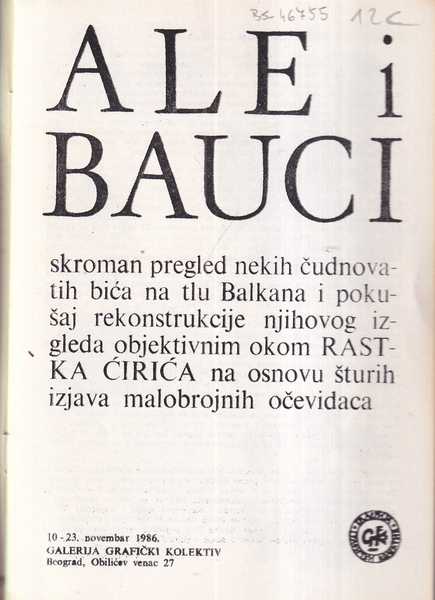 BS-46755 12€
ALE i
BAUCI
skroman pregled nekih čudnova-
tih bića na tlu Balkana i poku-
šaj rekonstrukcije njihovog iz-
gleda objektivnim okom RAST-
KA ĆIRIĆA na osnovu šturih
izjava malobrojnih očevidaca
10-23. novembar 1986.
GALERIJA GRAFIČKI KOLEKTIV
Beograd, Obilićev venac 27